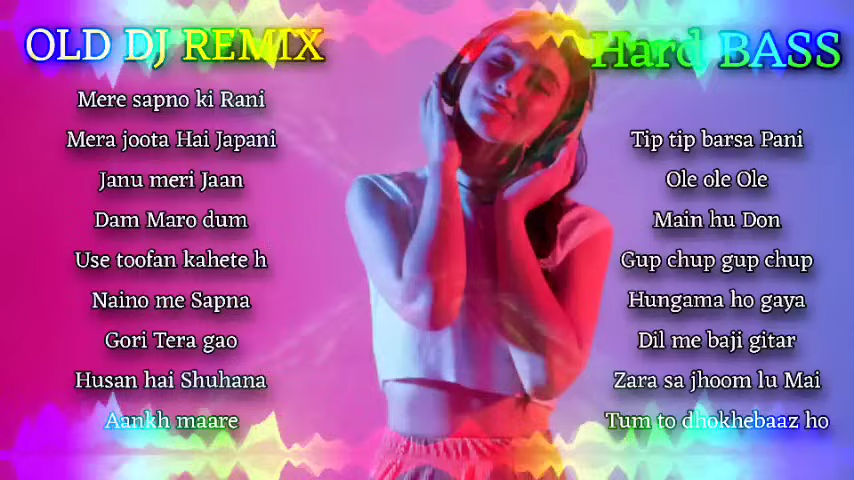 OLD DJ REMIX
Mere sapno ki Rani
Mera joota Hai Japani
Janu meri Jaan
Dam Maro dum
Use toofan kahete h
Naino me Sapna
Gori Tera gao
Husan hai Shuhana
Aankh maare
Hard BASS
Tip tip barsa Pani
Ole ole Ole
Main hu Don
Gup chup gup chup
Hungama ho gaya
Dil me baji gitar
Zara sa jhoom lu Mai
Tum to dhokhebaaz ho